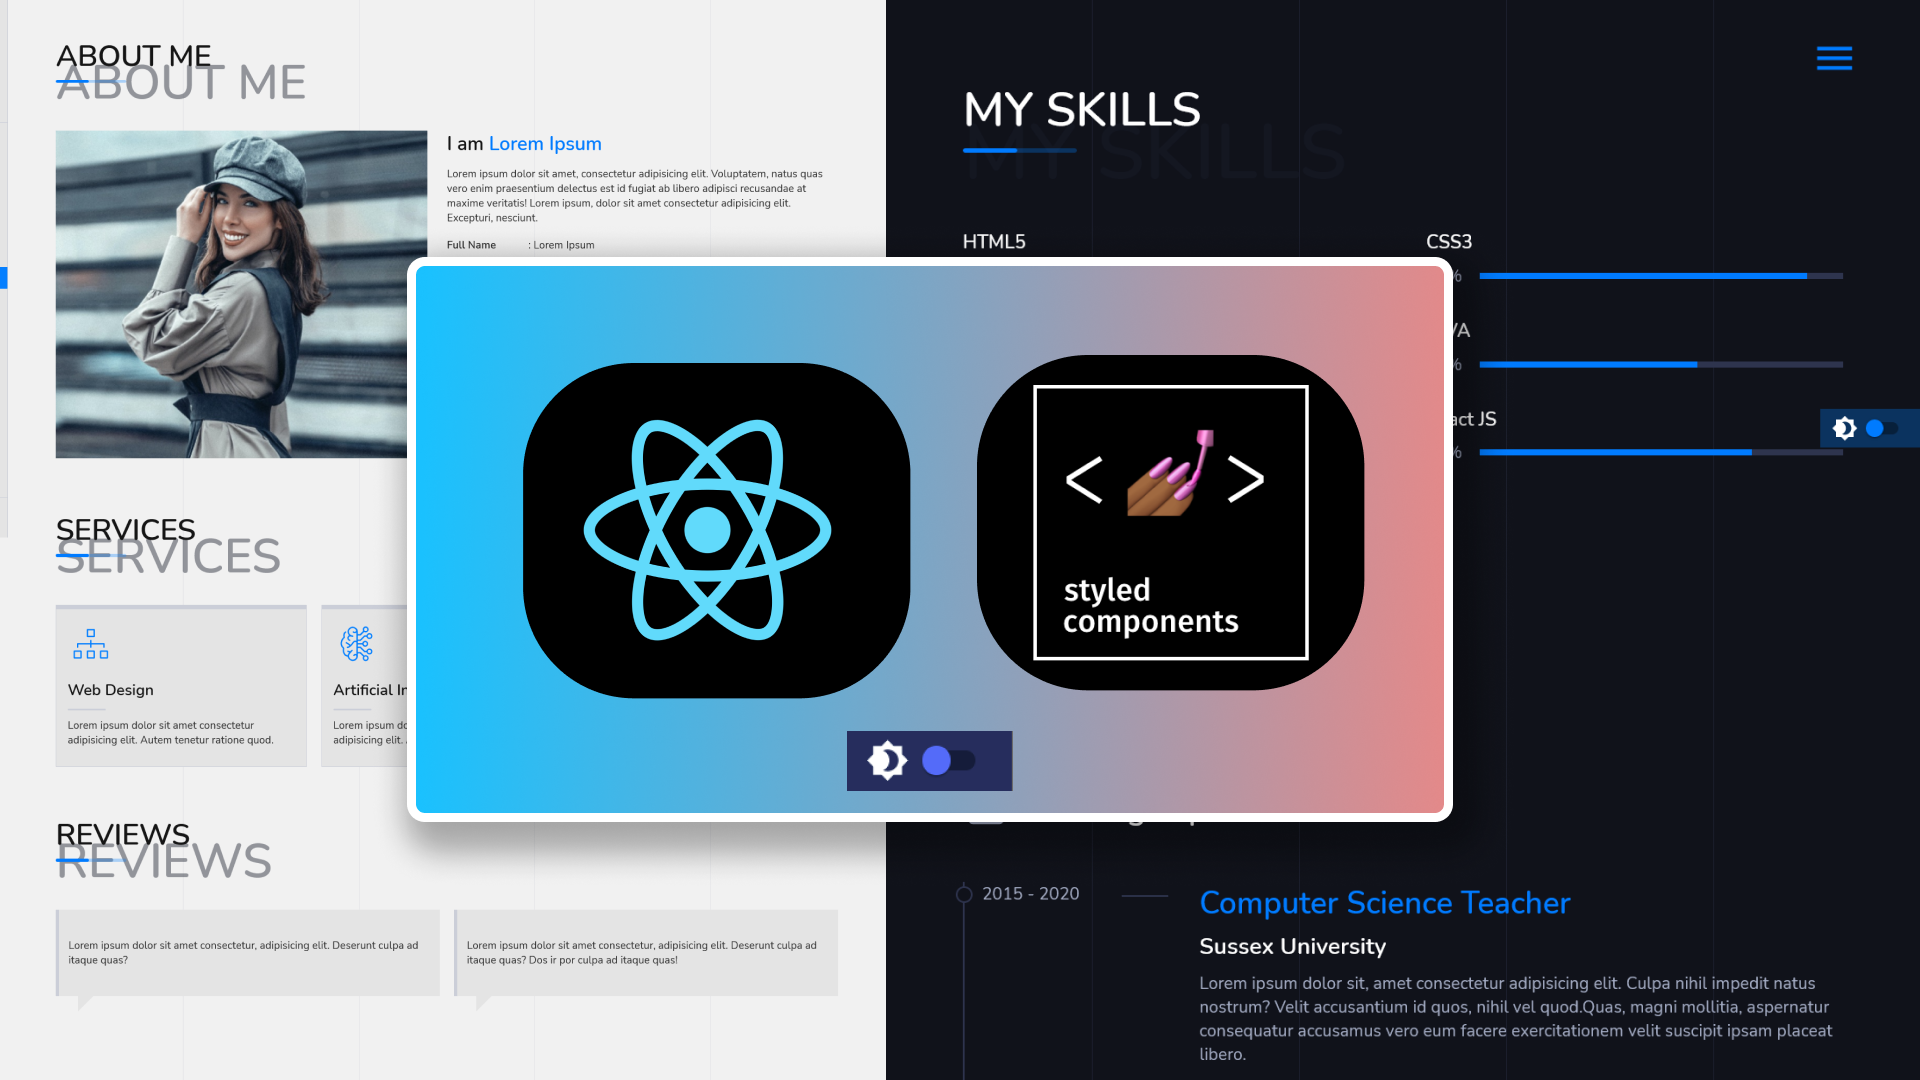 ABOUT ME
ABOUT ME
I am Lorem Ipsum
Lorem ipsum dolor sit amet, consectetur adipisicing elit. Voluptatem, natus quas
vero enim praesentium delectus est id fugiat ab libero adipisci recusandae at
maxime veritatis! Lorem ipsum, dolor sit amet consectetur adipisicing elit.
Excepturi, nesciunt.
Full Name : Lorem Ipsum
SERVICES
SERVICES
Web Design
Lorem ipsum dolor sit amet consectetur
adipisicing elit. Autem tenetur ratione quod.
Artificial
Lorem ipsum
adipisicing elit.
REVIEWS
REVIEWS
Lorem ipsum dolor sit amet consectetur, adipisicing elit. Deserunt culpa ad
itaque quas?
Lorem ipsum dolor sit amet consectetur, adipisicing elit. Deserunt culpa ad
itaque quas? Dos ir por culpa ad itaque quas!
< >
styled
components
MY SKILLS
MY SKILLS
HTML5
CSS3
%
%
JS
%
2015 - 2020
Computer Science Teacher
Sussex University
Lorem ipsum dolor sit, amet consectetur adipisicing elit. Culpa nihil impedit natus
nostrum? Velit accusantium id quos, nihil vel quod.Quas, magni mollitia, aspernatur
consequatur accusamus vero eum facere exercitationem velit suscipit ipsam placeat
libero.